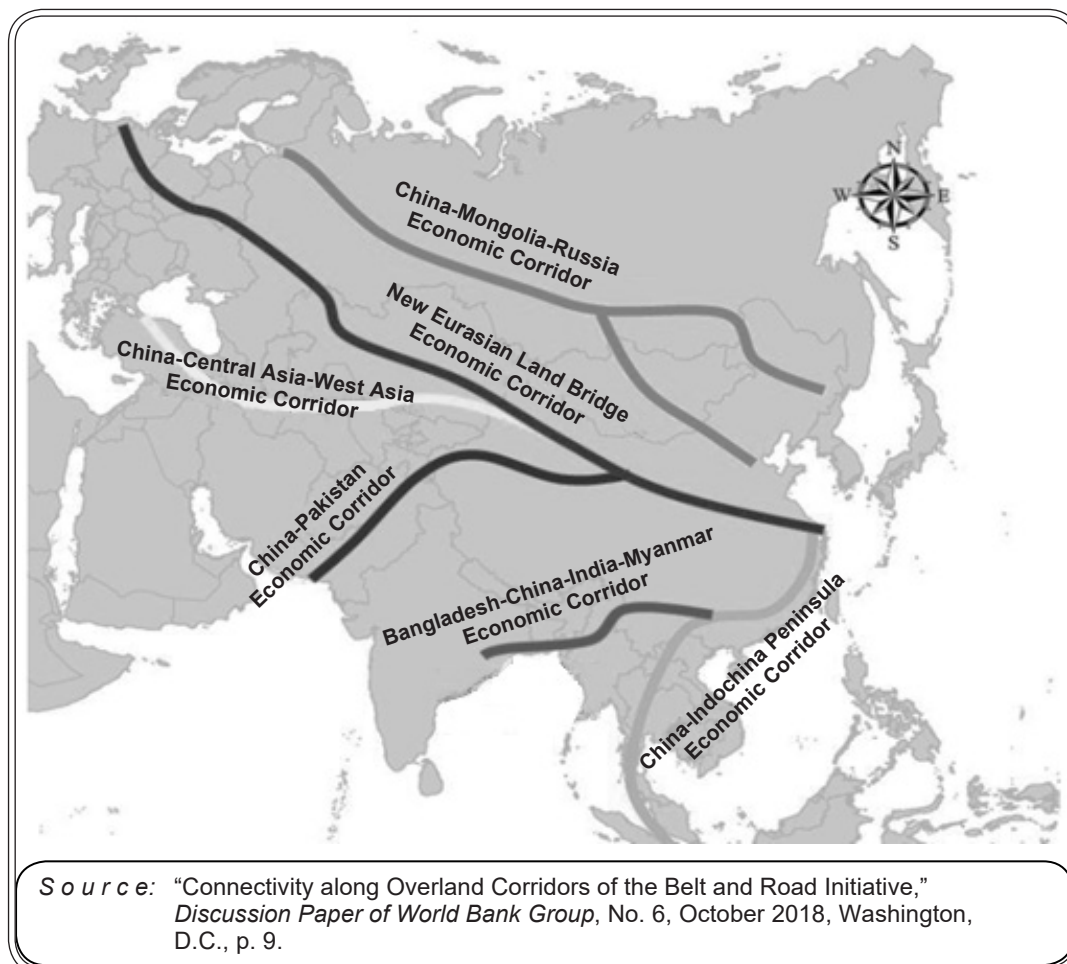 N
W E
S
China-Mongolia-Russia
Economic Corridor
New Eurasian Land Bridge
Economic Corridor
China-Central Asia-West Asia
Economic Corridor
China-Pakistan
Economic Corridor
Bangladesh-China-India-Myanmar
Economic Corridor
China-Indochina Peninsula
Economic Corridor
Source: “Connectivity along Overland Corridors of the Belt and Road Initiative,”
Discussion Paper of World Bank Group, No. 6, October 2018, Washington,
D.C., p. 9.